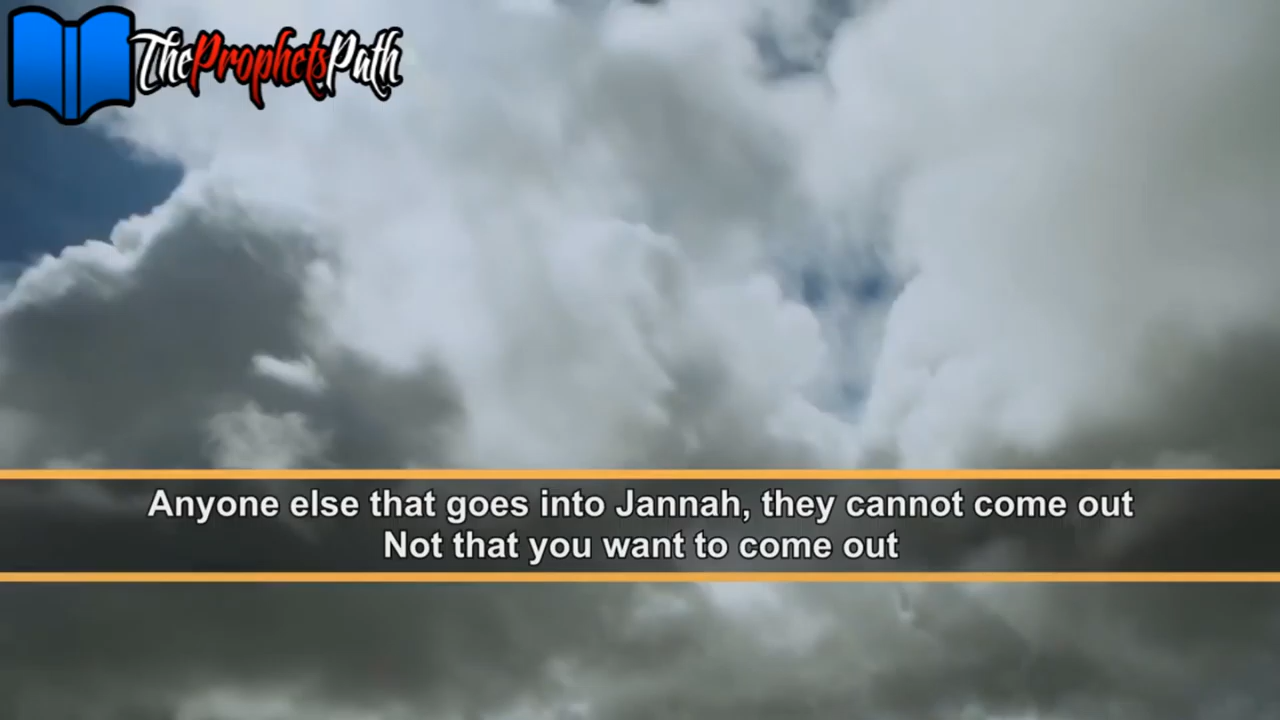 TheProphetsPath
Anyone else that goes into Jannah, they cannot come out
Not that you want to come out